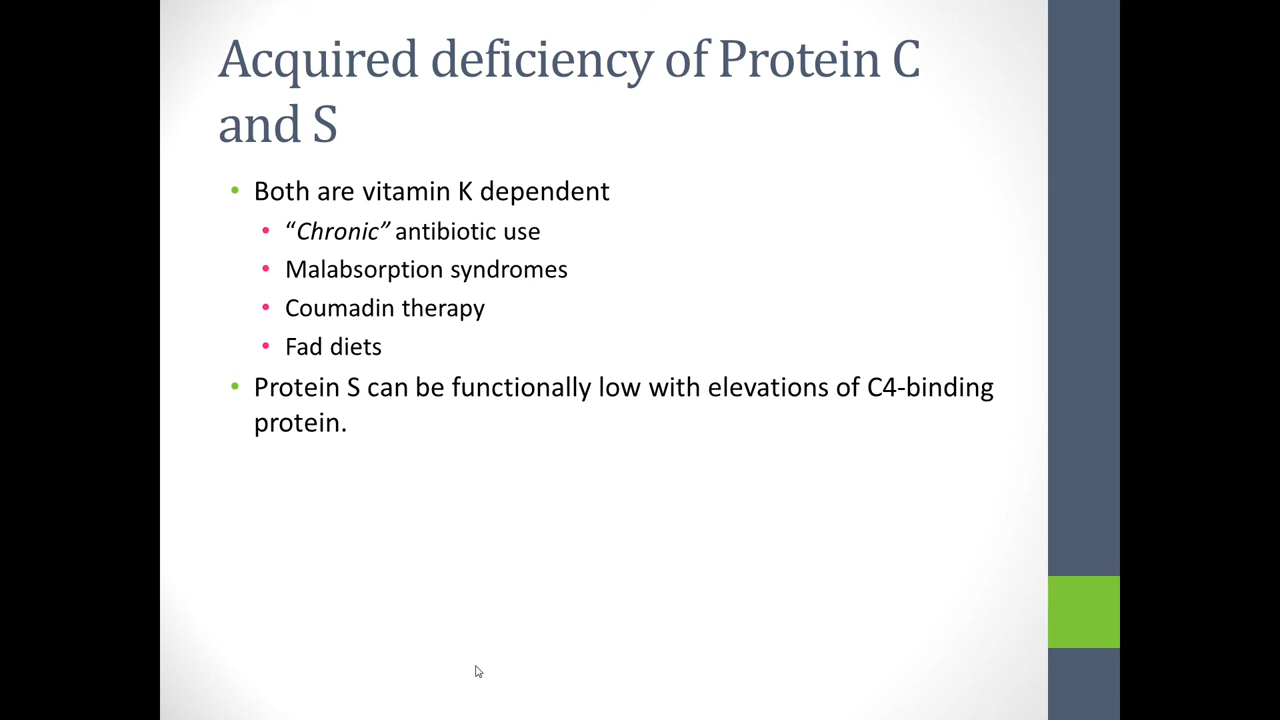 Acquired deficiency of Protein C
and S
• Both are vitamin K dependent
• “Chronic” antibiotic use
• Malabsorption syndromes
• Coumadin therapy
• Fad diets
• Protein S can be functionally low with elevations of C4-binding
protein.